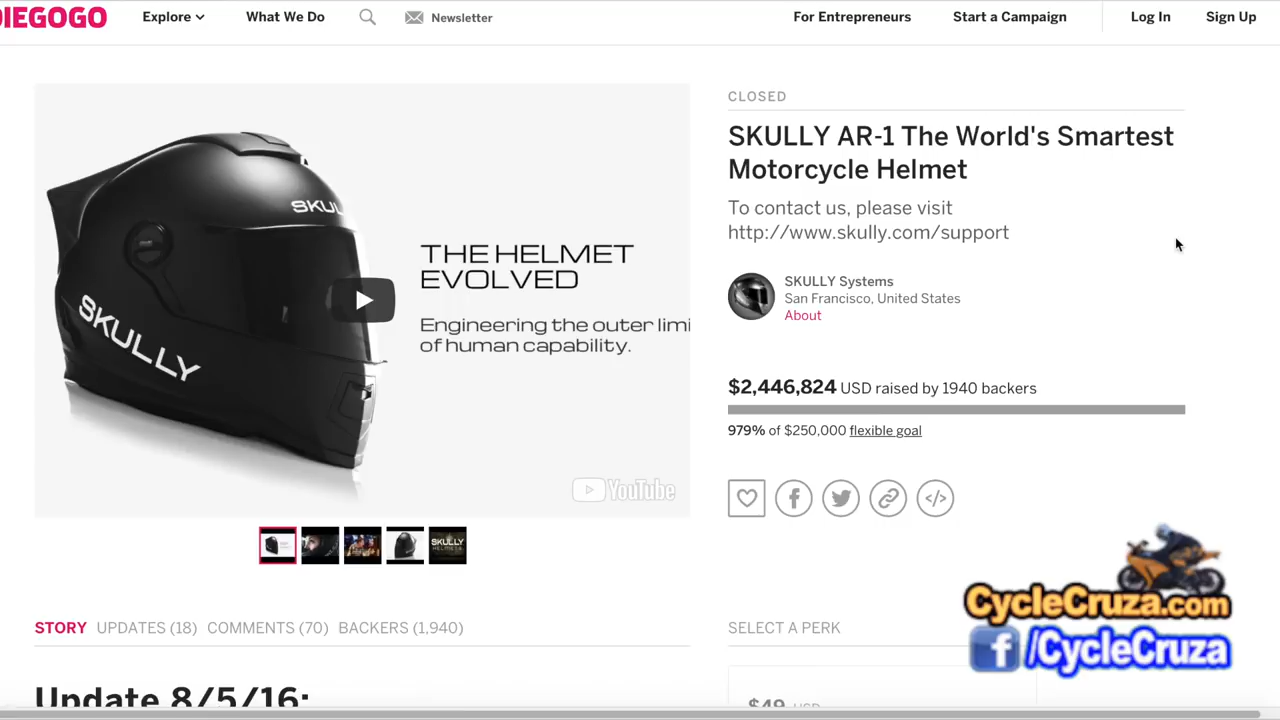 DIEGOGO
Explore
What We Do
Newsletter
For Entrepreneurs
Start a Campaign
Log In
Sign Up
SKUL
SKULLY
THE HELMET
EVOLVED
Engineering the outer limi
of human capability.
YouTube
SKULLY
CLOSED
SKULLY AR-1 The World's Smartest
Motorcycle Helmet
To contact us, please visit
http://www.skully.com/support
SKULLY Systems
San Francisco, United States
About
$2,446,824 USD raised by 1940 backers
979% of $250,000 flexible goal
STORY UPDATES (18) COMMENTS (70) BACKERS (1,940)
SELECT A PERK
Update 8/5/16:
$49 USD
CycleCruza.com
f /CycleCruza